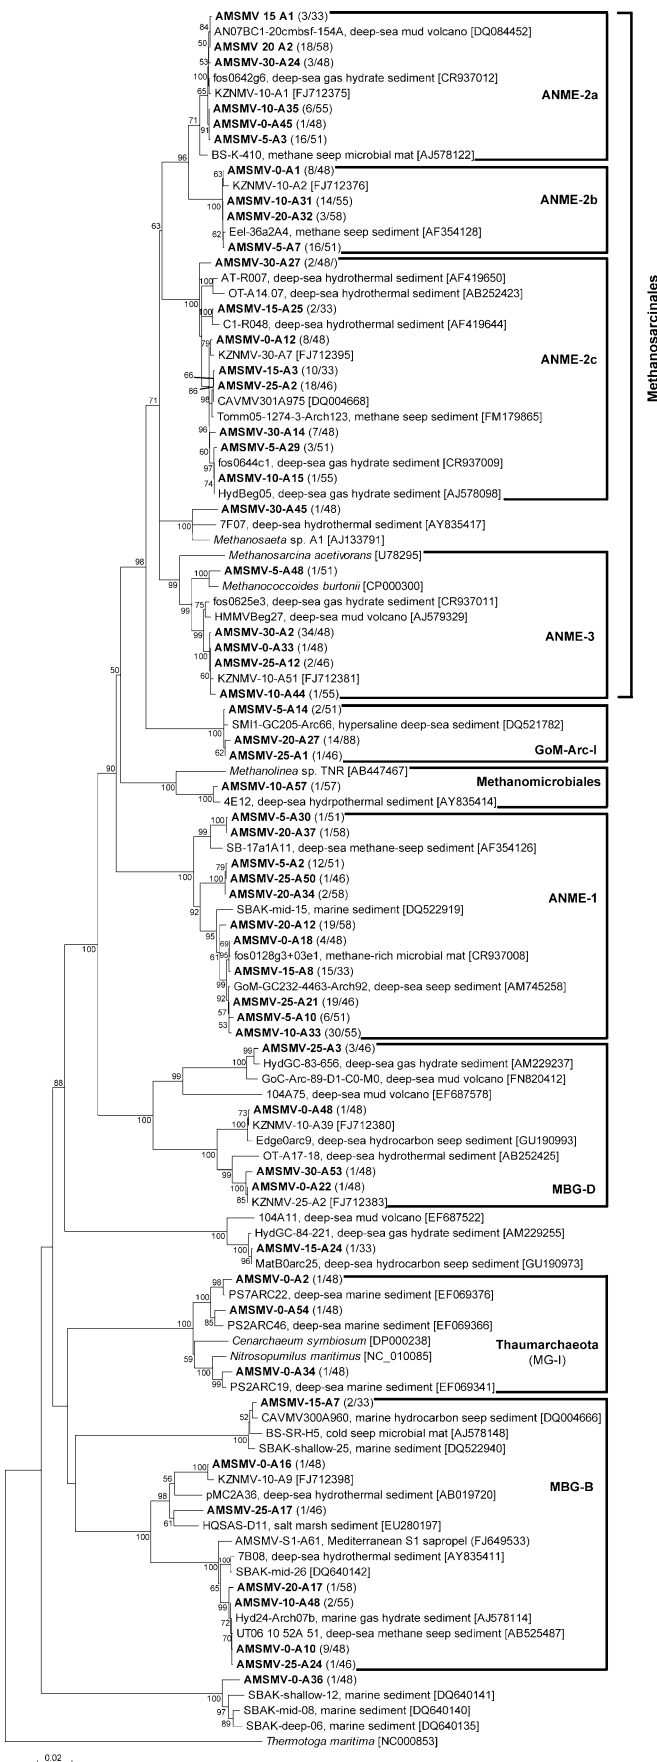 AMSMV 15 A1 (3/33)
AN07BC1-20cmbsf-154A, deep-sea mud volcano [DQ084452]
AMSMV 20 A2 (18/58)
AMSMV-30-A24 (3/48)
fos0642g6, deep-sea gas hydrate sediment [CR937012]
KZNMV-10-A1 [FJ712375]
AMSMV-10-A35 (6/55)
AMSMV-0-A45 (1/48)
AMSMV-5-A3 (16/51)
BS-K-410, methane seep microbial mat [AJ578122]
ANME-2a
AMSMV-0-A1 (8/48)
KZNMV-10-A2 [FJ712376]
AMSMV-10-A31 (14/55)
AMSMV-20-A32 (3/58)
Eel-36a2A4, methane seep sediment [AF354128]
AMSMV-5-A7 (16/51)
ANME-2b
AMSMV-30-A27 (2/48/)
AT-R007, deep-sea hydrothermal sediment [AF419650]
OT-A14.07, deep-sea hydrothermal sediment [AB252423]
AMSMV-15-A25 (2/33)
C1-R048, deep-sea hydrothermal sediment [AF419644]
AMSMV-0-A12 (8/48)
KZNMV-30-A7 [FJ712395]
AMSMV-15-A3 (10/33)
AMSMV-25-A2 (18/46)
CAVMV301A975 [DQ004668]
Tomm05-1274-3-Arch123, methane seep sediment [FM179865]
AMSMV-30-A14 (7/48)
AMSMV-5-A29 (3/51)
fos0644c1, deep-sea gas hydrate sediment [CR937009]
AMSMV-10-A15 (1/55)
HydBeg05, deep-sea gas hydrate sediment [AJ578098]
ANME-2c
AMSMV-30-A45 (1/48)
7F07, deep-sea hydrothermal sediment [AY835417]
Methanosaeta sp. A1 [AJ133791]
Methanosarcina acetivorans [U78295]
AMSMV-5-A48 (1/51)
Methanococcoides burtonii [CP000300]
fos0625e3, deep-sea gas hydrate sediment [CR937011]
HMMVBeg27, deep-sea mud volcano [AJ579329]
AMSMV-30-A2 (34/48)
AMSMV-0-A33 (1/48)
AMSMV-25-A12 (2/46)
KZNMV-10-A51 [FJ712381]
AMSMV-10-A44 (1/55)
ANME-3
Methanosarcinales
AMSMV-5-A14 (2/51)
SMI1-GC205-Arc66, hypersaline deep-sea sediment [DQ521782]
AMSMV-20-A27 (14/88)
AMSMV-25-A1 (1/46)
GoM-Arc-I
Methanolinea sp. TNR [AB447467]
AMSMV-10-A57 (1/57)
4E12, deep-sea hydrpothermal sediment [AY835414]
Methanomicrobiales
AMSMV-5-A30 (1/51)
AMSMV-20-A37 (1/58)
SB-17a1A11, deep-sea methane-seep sediment [AF354126]
AMSMV-5-A2 (12/51)
AMSMV-25-A50 (1/46)
AMSMV-20-A34 (2/58)
SBAK-mid-15, marine sediment [DQ522919]
AMSMV-20-A12 (19/58)
AMSMV-0-A18 (4/48)
fos0128g3+03e1, methane-rich microbial mat [CR937008]
AMSMV-15-A8 (15/33)
GoM-GC232-4463-Arch92, deep-sea seep sediment [AM745258]
AMSMV-25-A21 (19/46)
AMSMV-5-A10 (6/51)
AMSMV-10-A33 (30/55)
ANME-1
AMSMV-25-A3 (3/46)
HydGC-83-656, deep-sea gas hydrate sediment [AM229237]
GoC-Arc-89-D1-C0-M0, deep-sea mud volcano [FN820412]
104A75, deep-sea mud volcano [EF687578]
AMSMV-0-A48 (1/48)
KZNMV-10-A39 [FJ712380]
Edge0arc9, deep-sea hydrocarbon seep sediment [GU190993]
OT-A17-18, deep-sea hydrothermal sediment [AB252425]
AMSMV-30-A53 (1/48)
AMSMV-0-A22 (1/48)
KZNMV-25-A2 [FJ712383]
MBG-D
104A11, deep-sea mud volcano [EF687522]
HydGC-84-221, deep-sea gas hydrate sediment [AM229255]
AMSMV-15-A24 (1/33)
MatB0arc25, deep-sea hydrocarbon seep sediment [GU190973]
AMSMV-0-A2 (1/48)
PS7ARC22, deep-sea marine sediment [EF069376]
AMSMV-0-A54 (1/48)
PS2ARC46, deep-sea marine sediment [EF069366]
Cenarchaeum symbiosum [DP000238]
Nitrosopumilus maritimus [NC_010085]
AMSMV-0-A34 (1/48)
PS2ARC19, deep-sea marine sediment [EF069341]
Thaumarchaeota
(MG-I)
AMSMV-15-A7 (2/33)
CAVMV300A960, marine hydrocarbon seep sediment [DQ004666]
BS-SR-H5, cold seep microbial mat [AJ578148]
SBAK-shallow-25, marine sediment [DQ522940]
AMSMV-0-A16 (1/48)
KZNMV-10-A9 [FJ712398]
pMC2A36, deep-sea hydrothermal sediment [AB019720]
AMSMV-25-A17 (1/46)
HQSAS-D11, salt marsh sediment [EU280197]
AMSMV-S1-A61, Mediterranean S1 sapropel (FJ649533)
7B08, deep-sea hydrothermal sediment [AY835411]
SBAK-mid-26 [DQ640142]
AMSMV-20-A17 (1/58)
AMSMV-10-A48 (2/55)
Hyd24-Arch07b, marine gas hydrate sediment [AJ578114]
UT06 10 52A 51, deep-sea methane seep sediment [AB525487]
AMSMV-0-A10 (9/48)
AMSMV-25-A24 (1/46)
MBG-B
AMSMV-0-A36 (1/48)
SBAK-shallow-12, marine sediment [DQ640141]
SBAK-mid-08, marine sediment [DQ640140]
SBAK-deep-06, marine sediment [DQ640135]
Thermotoga maritima [NC000853]
0.02